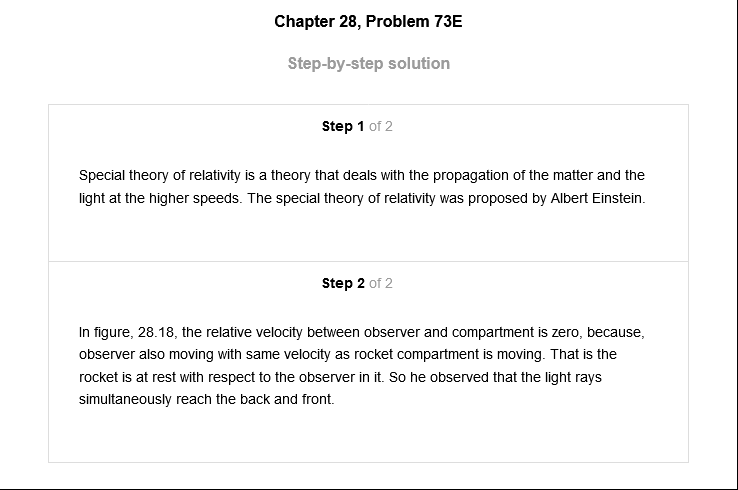 Chapter 28, Problem 73E
Step-by-step solution
Step 1 of 2
Special theory of relativity is a theory that deals with the propagation of the matter and the
light at the higher speeds. The special theory of relativity was proposed by Albert Einstein.
Step 2 of 2
In figure, 28.18, the relative velocity between observer and compartment is zero, because,
observer also moving with same velocity as rocket compartment is moving. That is the
rocket is at rest with respect to the observer in it. So he observed that the light rays
simultaneously reach the back and front.